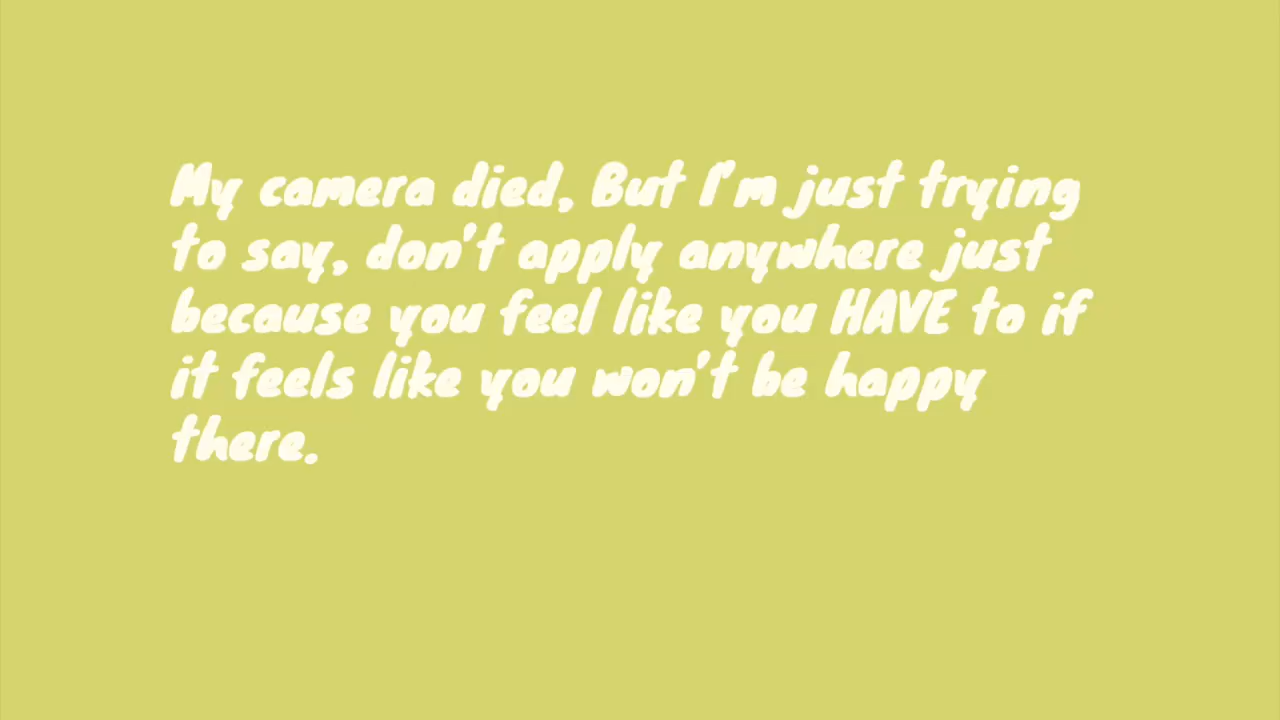 My camera died, But I'm just trying
to say, don't apply anywhere just
because you feel like you HAVE to if
it feels like you won't be happy
there.